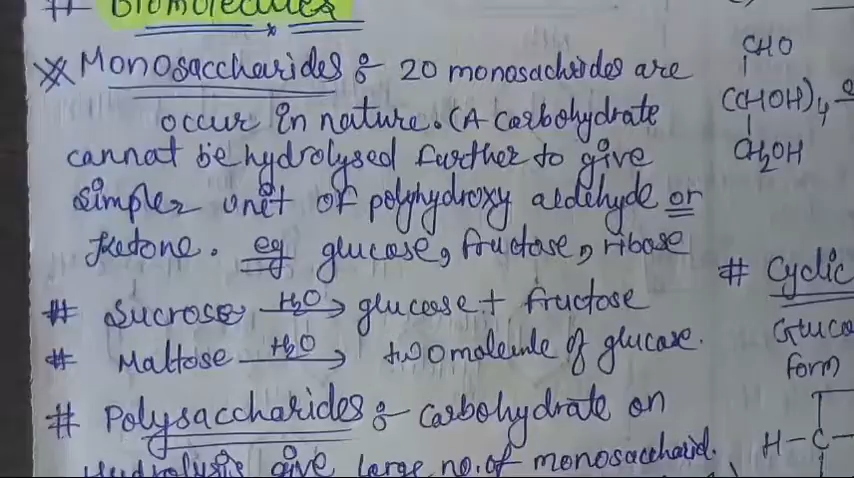 # Biomolecules
Monosaccharides :- 20 monosachrides are
occur in nature. (A carbohydrate
cannot be hydrolysed further to give
simpler unit of polyhydroxy aldehyde or
ketone. eg glucose, fructose, ribose
# Sucrose H₂O → glucose + fructose
# Maltose H₂O → two molecule of glucose.
# Polysaccharides :- Carbohydrate on
Hydrolysis give large no. of monosaccharid.
CHO
(CHOH)4
CH2OH
# Cyclic
Gluco
form
H-C-